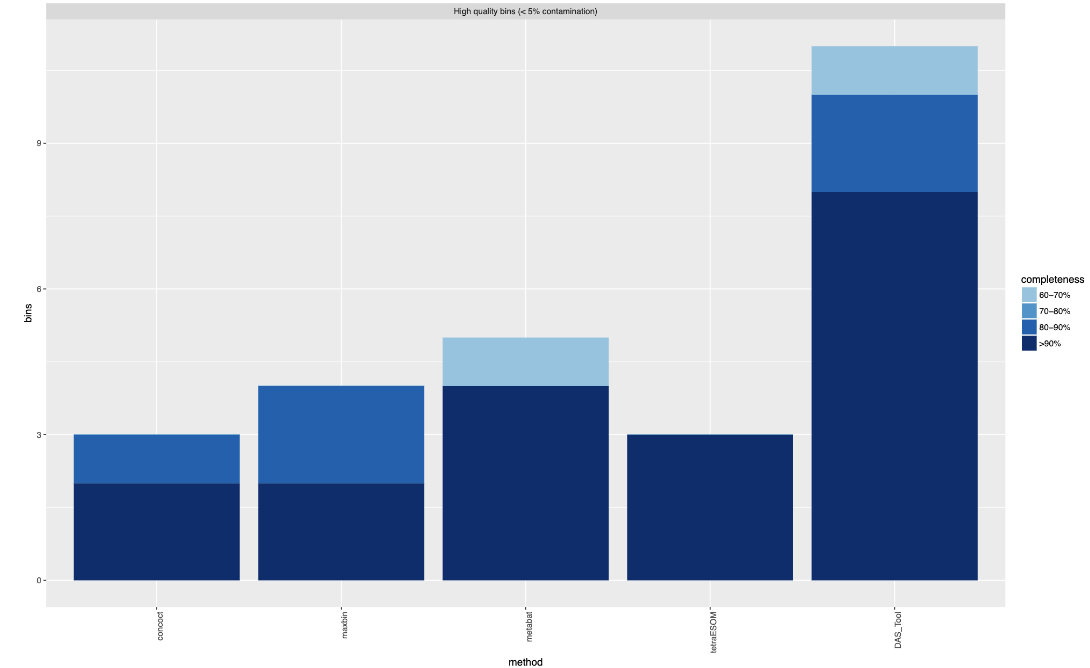 High quality bins (< 5% contamination)
9
6
3
0
bins
concoct
maxbin
metabat
tetraESOM
DAS_Tool
method
completeness
60−70%
70−80%
80−90%
>90%